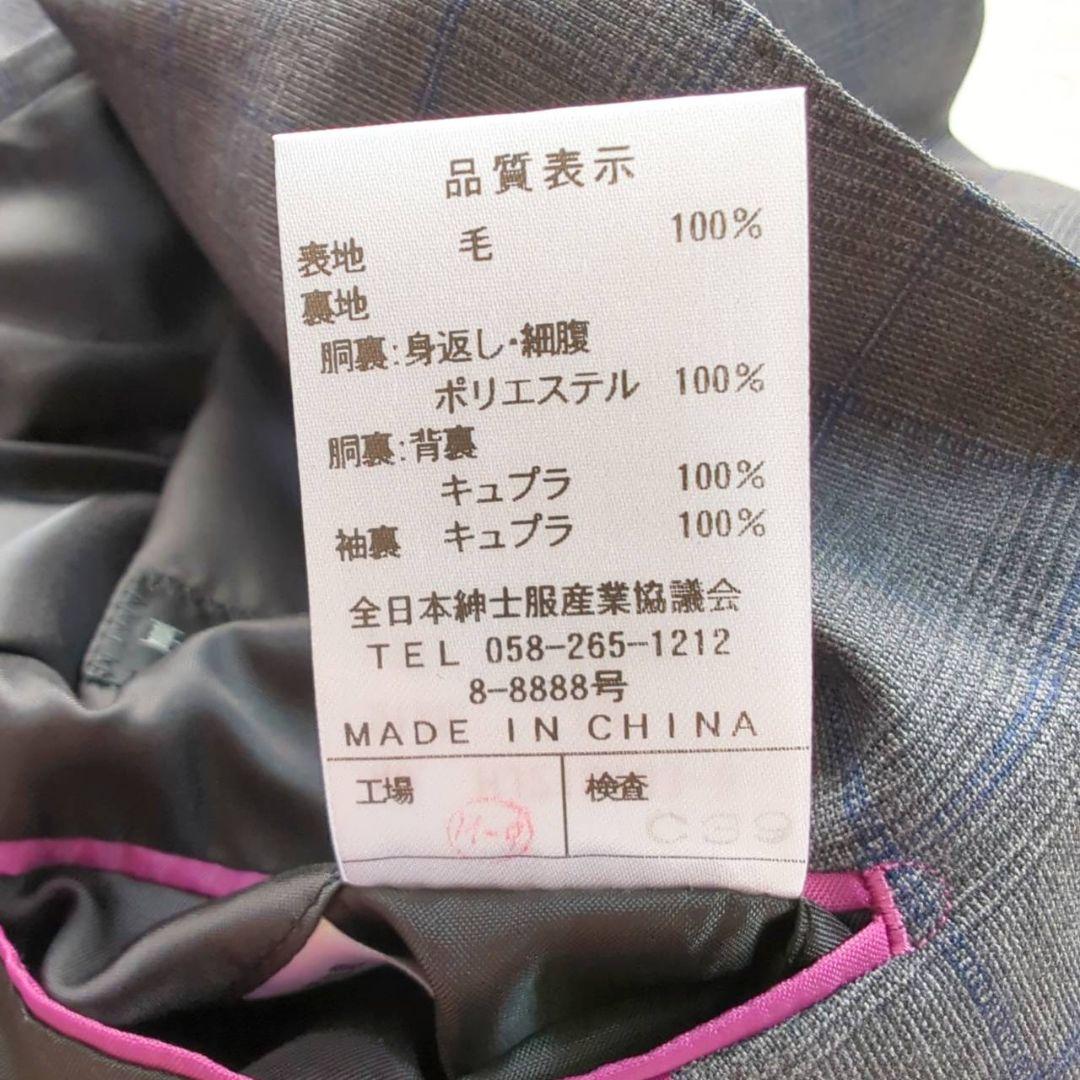 品質表示
表地 毛 100%
裏地
胴裏:身返し・細腹
ポリエステル 100%
胴裏:背裏
キュプラ 100%
袖裏 キュプラ 100%
全日本紳士服産業協議会
TEL 058-265-1212
8-8888号
MADE IN CHINA
工場 検査
C39